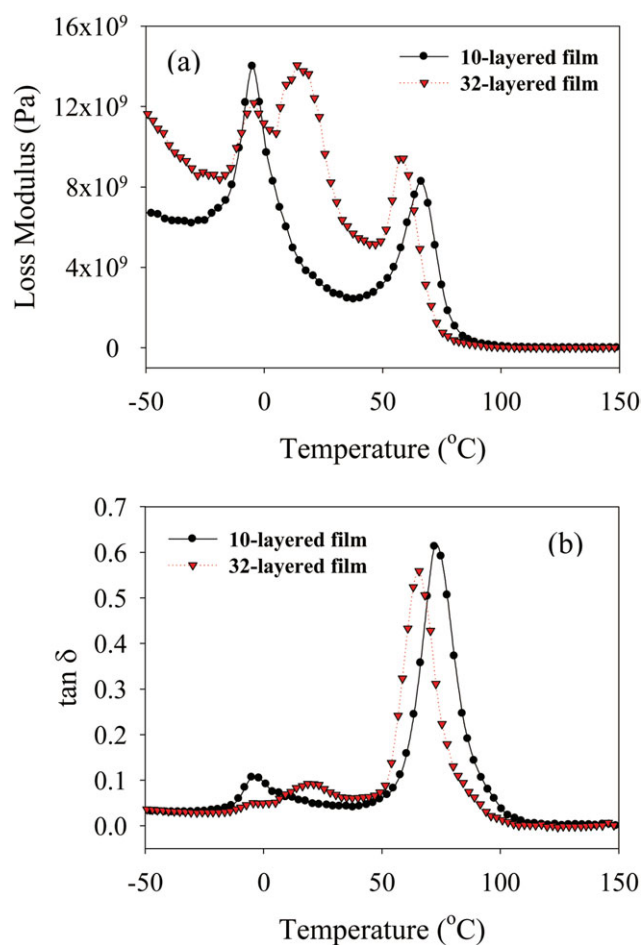 16x10⁹
(a)
10-layered film
32-layered film
12x10⁹
Loss Modulus (Pa)
8x10⁹
4x10⁹
0
-50 0 50 100 150
Temperature (°C)
0.7
10-layered film
(b)
32-layered film
0.6
0.5
0.4
tan δ
0.3
0.2
0.1
0.0
-50 0 50 100 150
Temperature (°C)